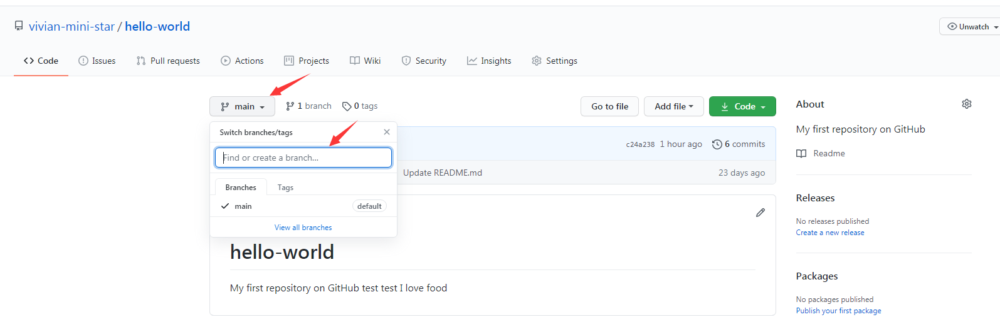 vivian-mini-star / hello-world
Unwatch
Code Issues Pull requests Actions Projects Wiki Security Insights Settings
main 1 branch 0 tags Go to file Add file Code
Switch branches/tags
Find or create a branch...
Branches Tags
main default
View all branches
c24a238 1 hour ago 6 commits
Update README.md 23 days ago
hello-world
My first repository on GitHub test test I love food
About
My first repository on GitHub
Readme
Releases
No releases published
Create a new release
Packages
No packages published
Publish your first package